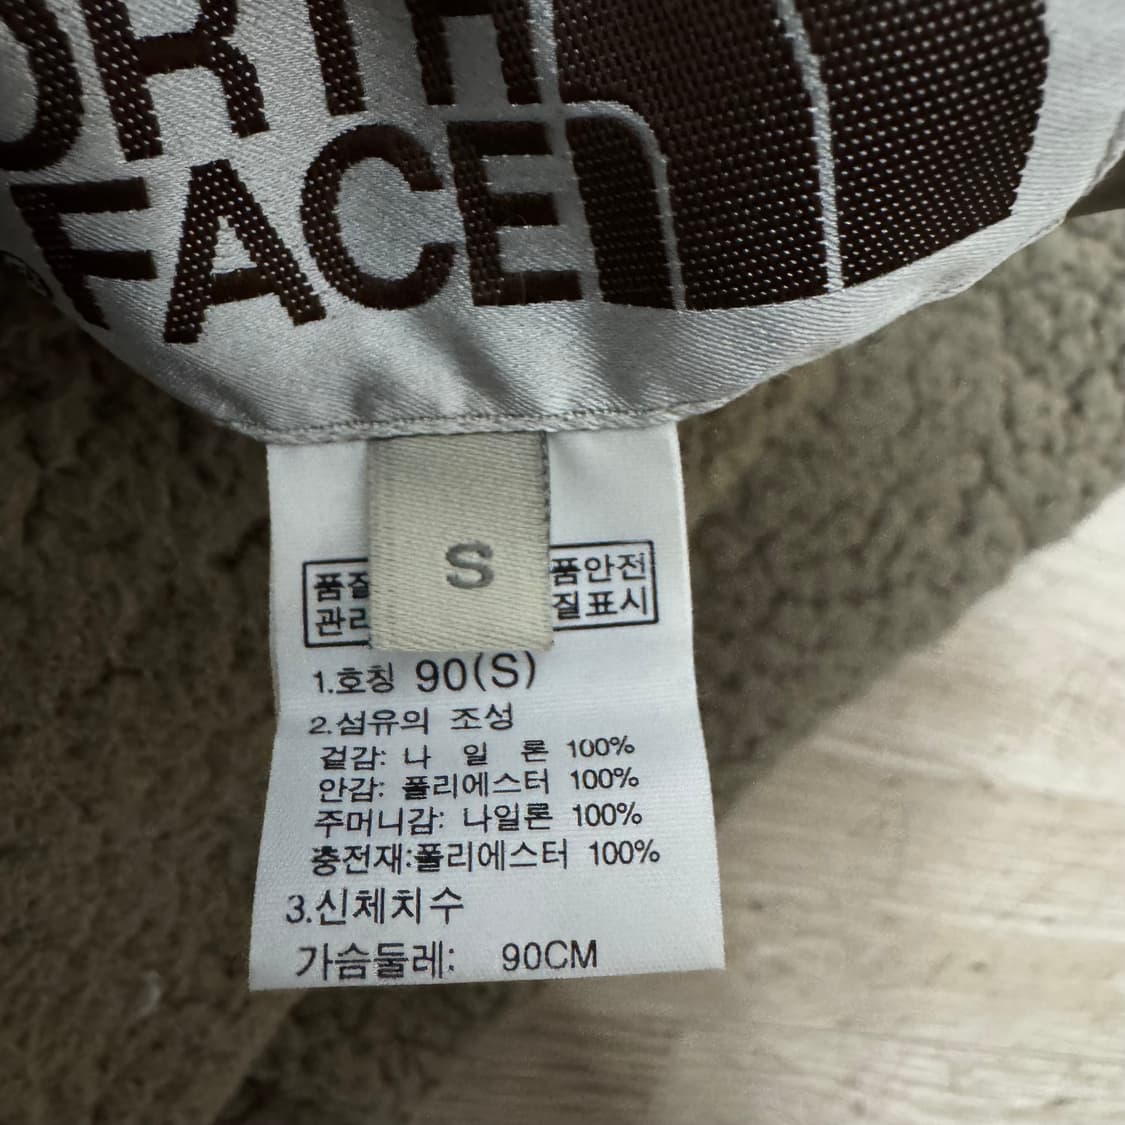 ORTH
FACE
S
품질 품안전
관리 질표시
1.호칭 90(S)
2.섬유의 조성
겉감: 나 일 론 100%
안감: 폴리에스터 100%
주머니감: 나일론 100%
충전재:폴리에스터 100%
3.신체치수
가슴둘레: 90CM